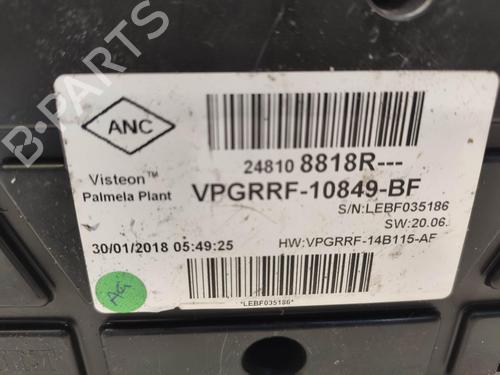 B-PARTS
ANC
24810 8818R---
Visteon™
Palmela Plant
VPGRRF-10849-BF
S/N:LEBF035186
SW:20.06.
30/01/2018 05:49:25
HW:VPGRRF-14B115-AF
AG
*LEBF035186*